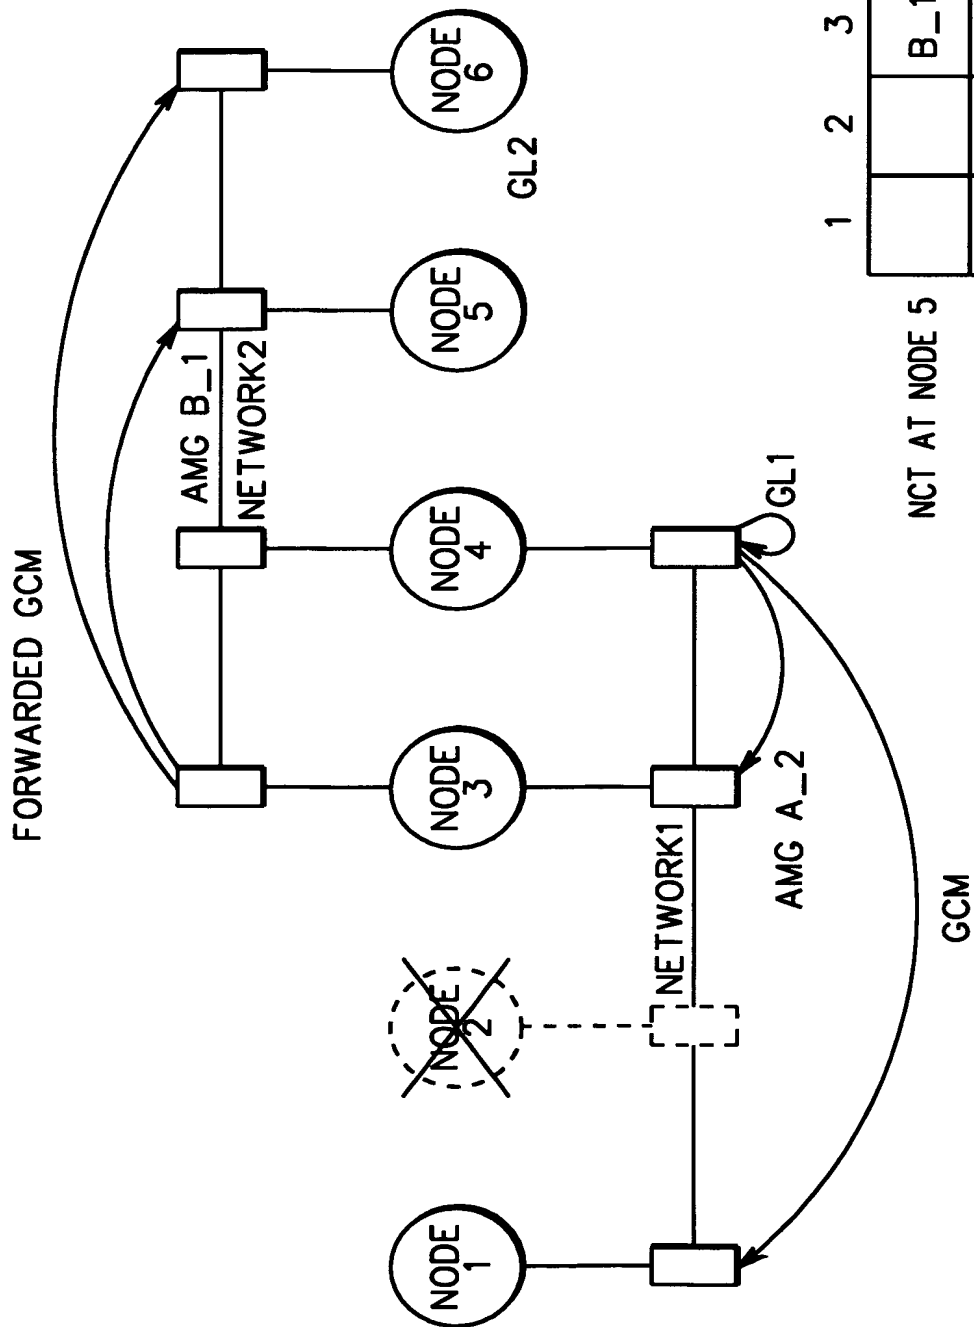 FORWARDED GCM
AMG B_1
NETWORK2
NODE
1
NODE
2
NODE
3
NODE
4
NODE
5
NODE
6
GL2
NETWORK1
AMG A_2
GL1
GCM
NCT AT NODE 5
1 2 3
B_1